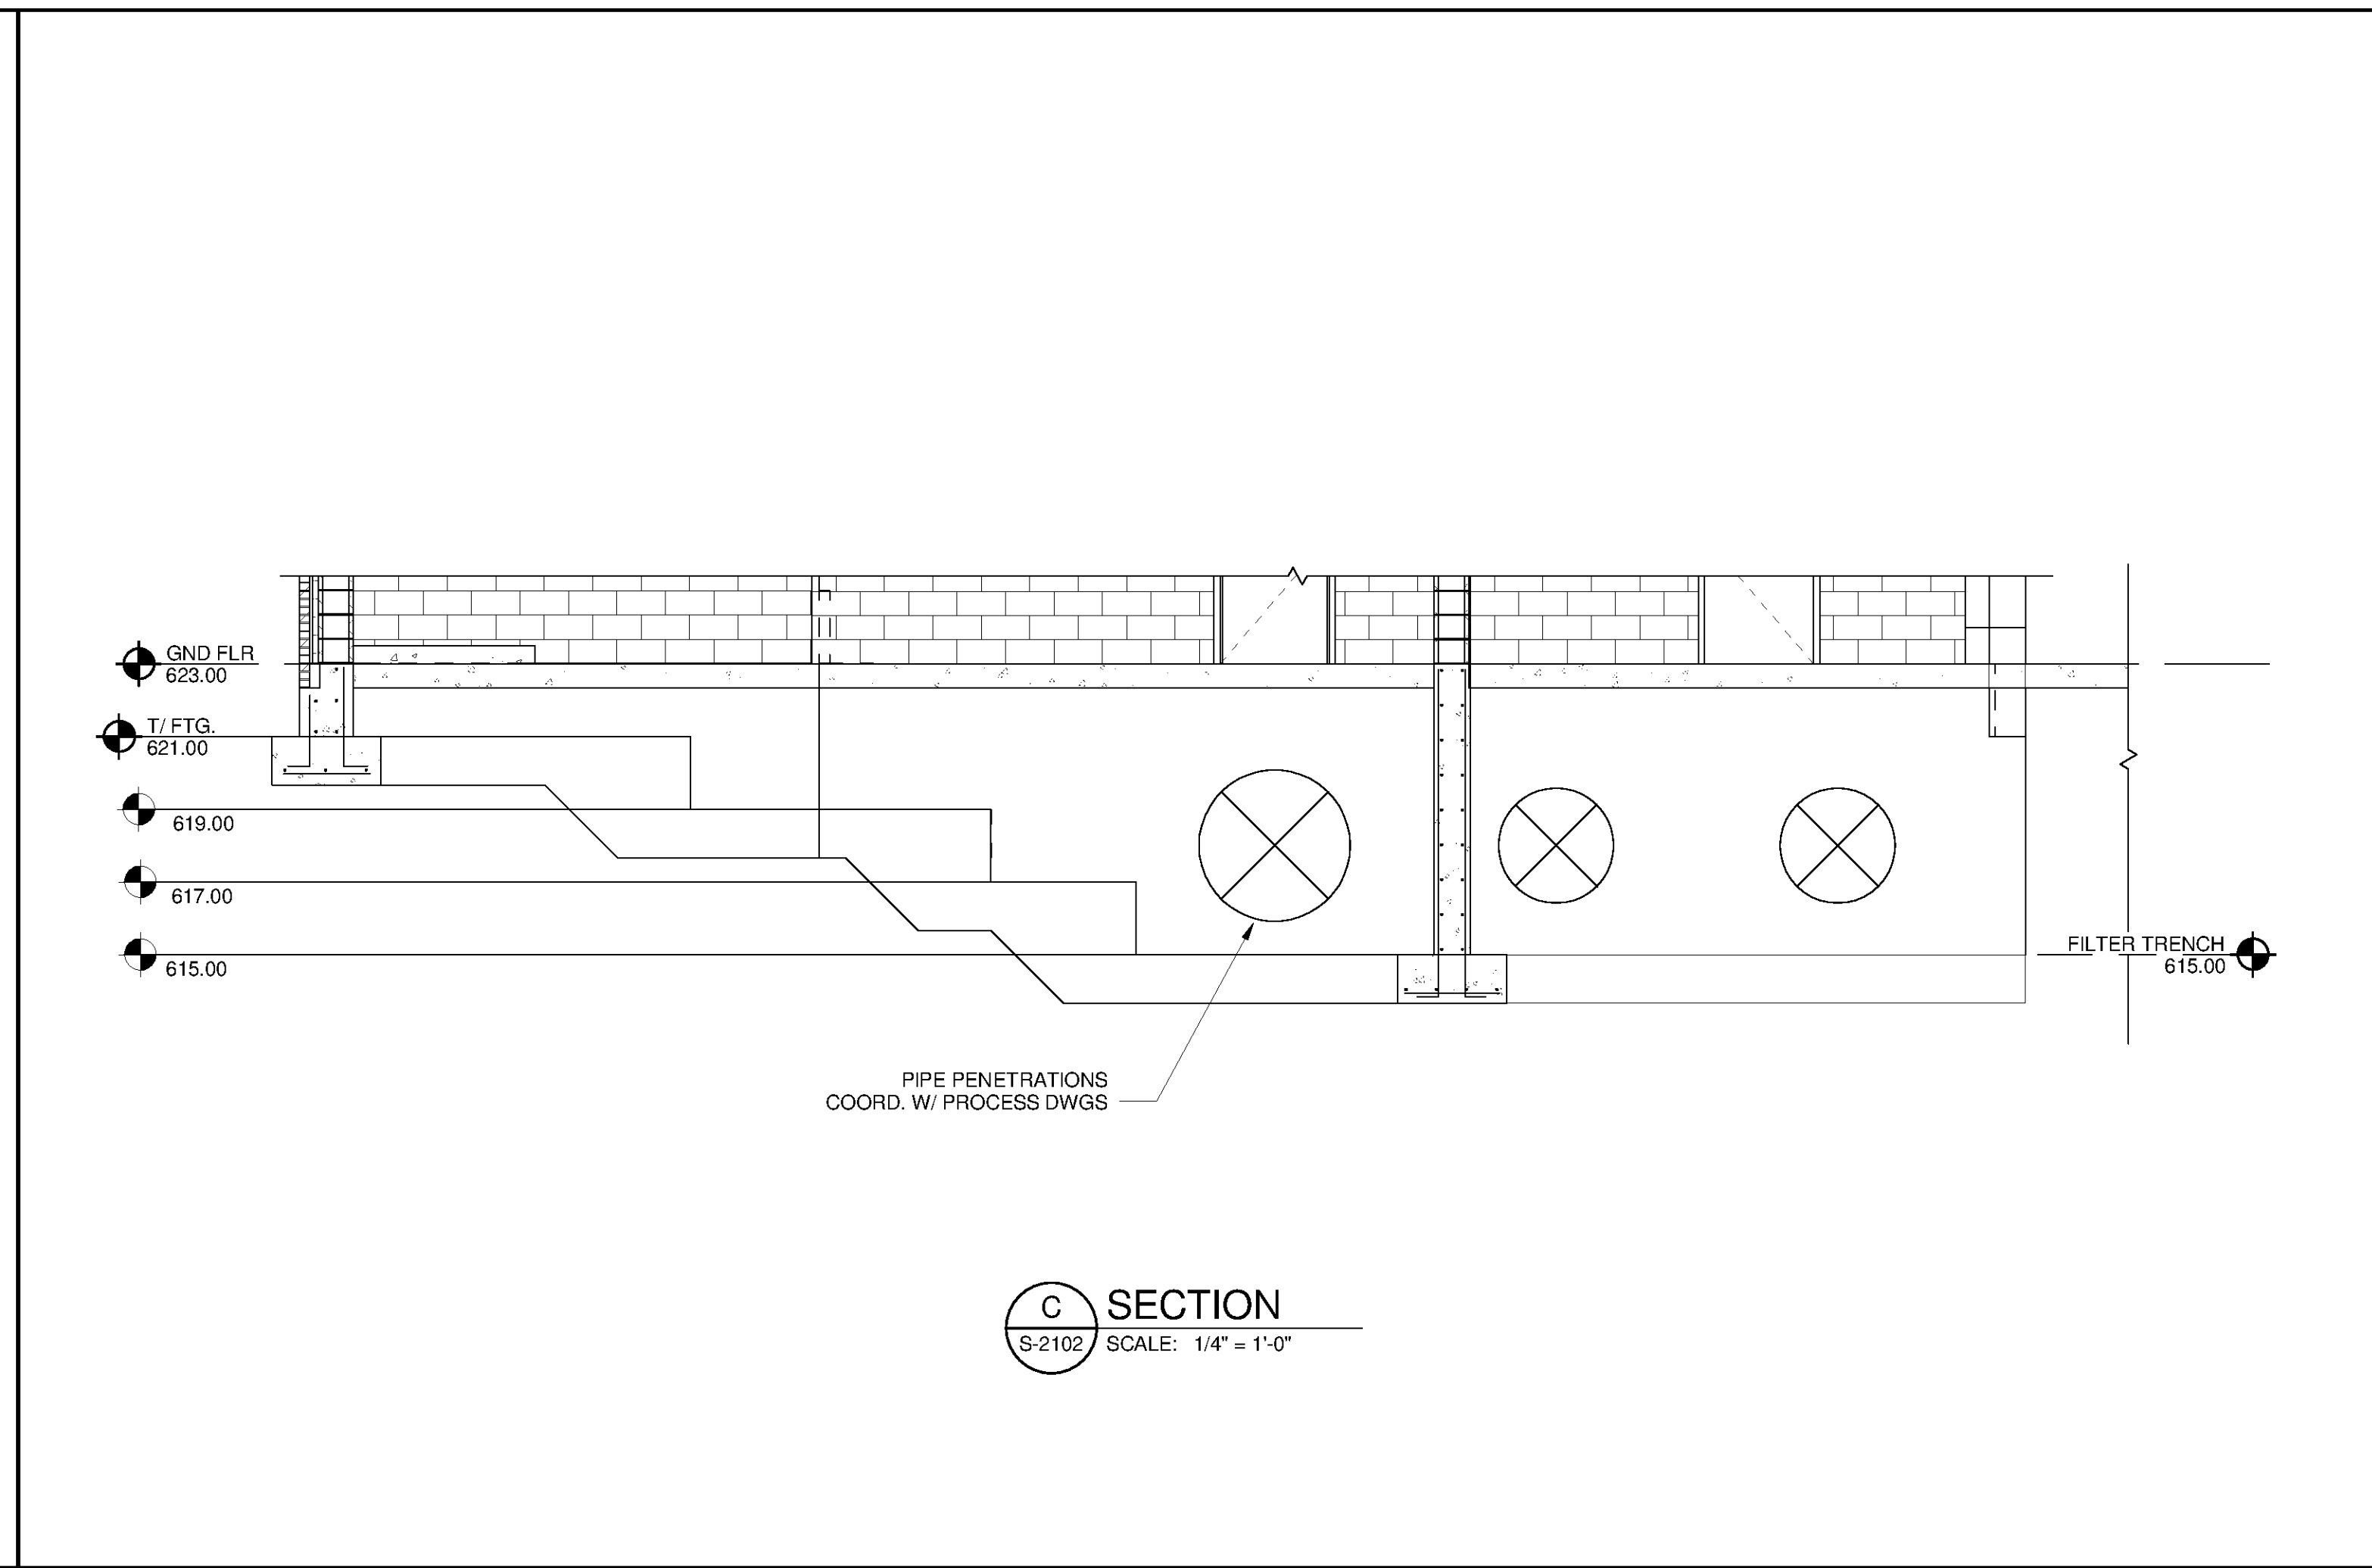 GND FLR
623.00
T/ FTG.
621.00
619.00
617.00
615.00
FILTER TRENCH
615.00
PIPE PENETRATIONS
COORD. W/ PROCESS DWGS
C
SECTION
S-2102
SCALE: 1/4" = 1'-0"